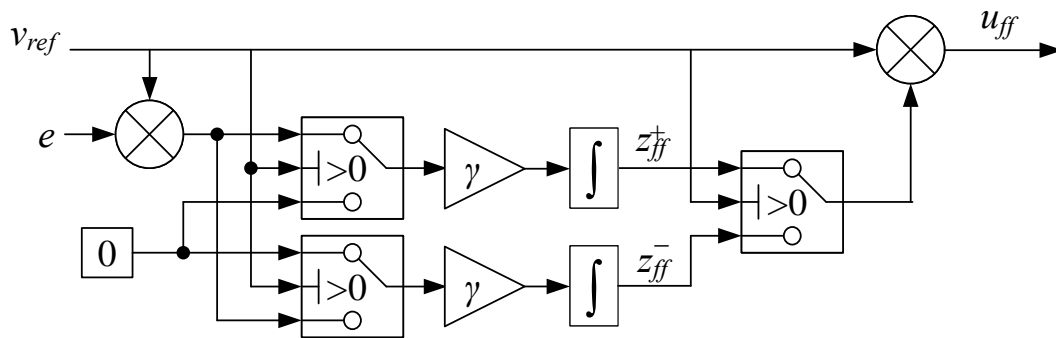 v_ref
u_ff
e
>0
γ
∫
z_ff^+
>0
0
>0
γ
∫
z_ff^-